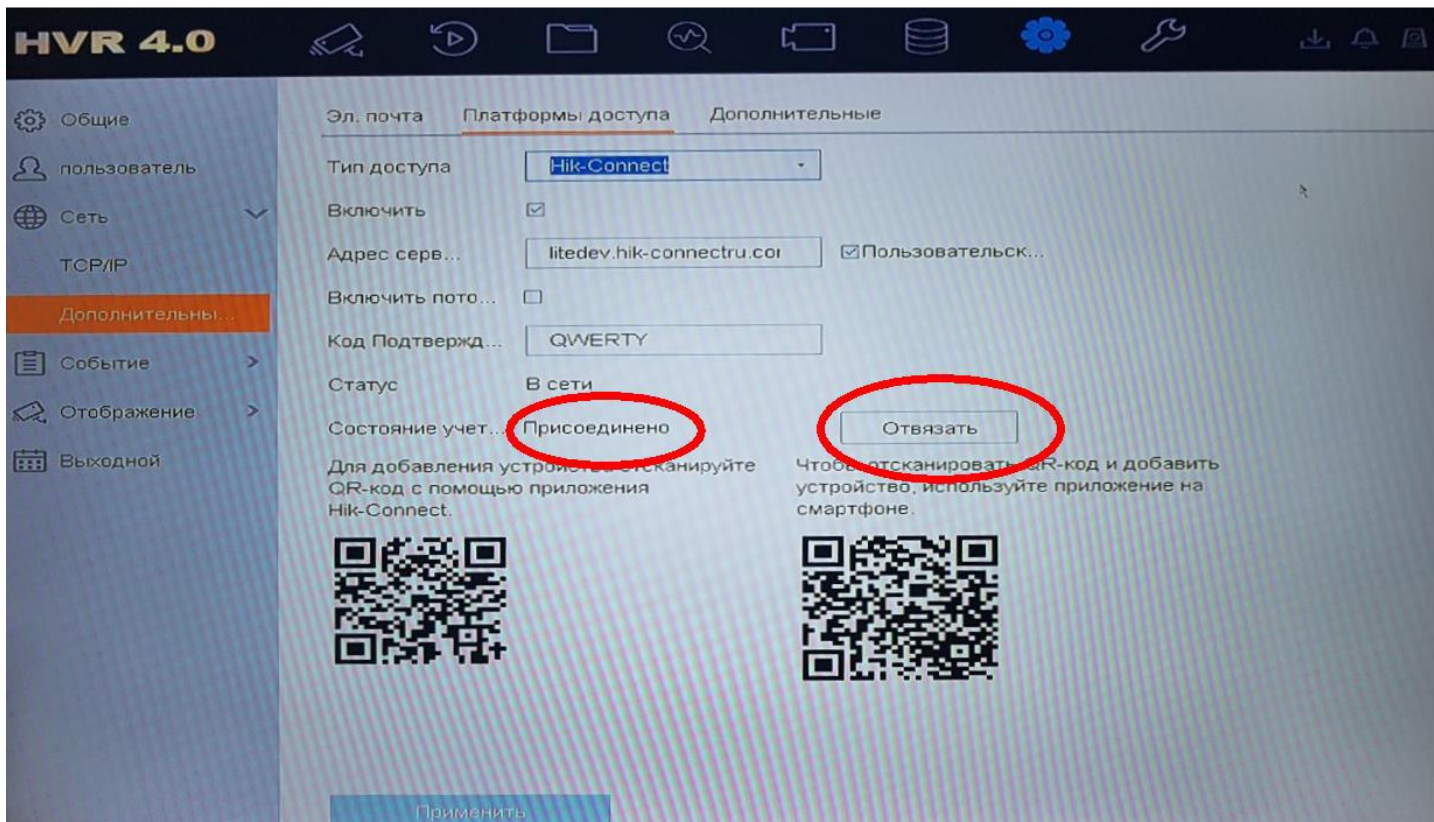 HVR 4.0
Общие
пользователь
Сеть
TCP/IP
Дополнительны...
Событие
Отображение
Выходной
Эл. почта Платформы доступа Дополнительные
Тип доступа Hik-Connect
Включить
Адрес серв... litedev.hik-connectru.cor Пользовательск...
Включить пото...
Код Подтвержд... QWERTY
Статус В сети
Состояние учет... Присоединено Отвязать
Для добавления устройства отсканируйте
QR-код с помощью приложения
Hik-Connect.
Чтобы отсканировать QR-код и добавить
устройство, используйте приложение на
смартфоне.
Применить